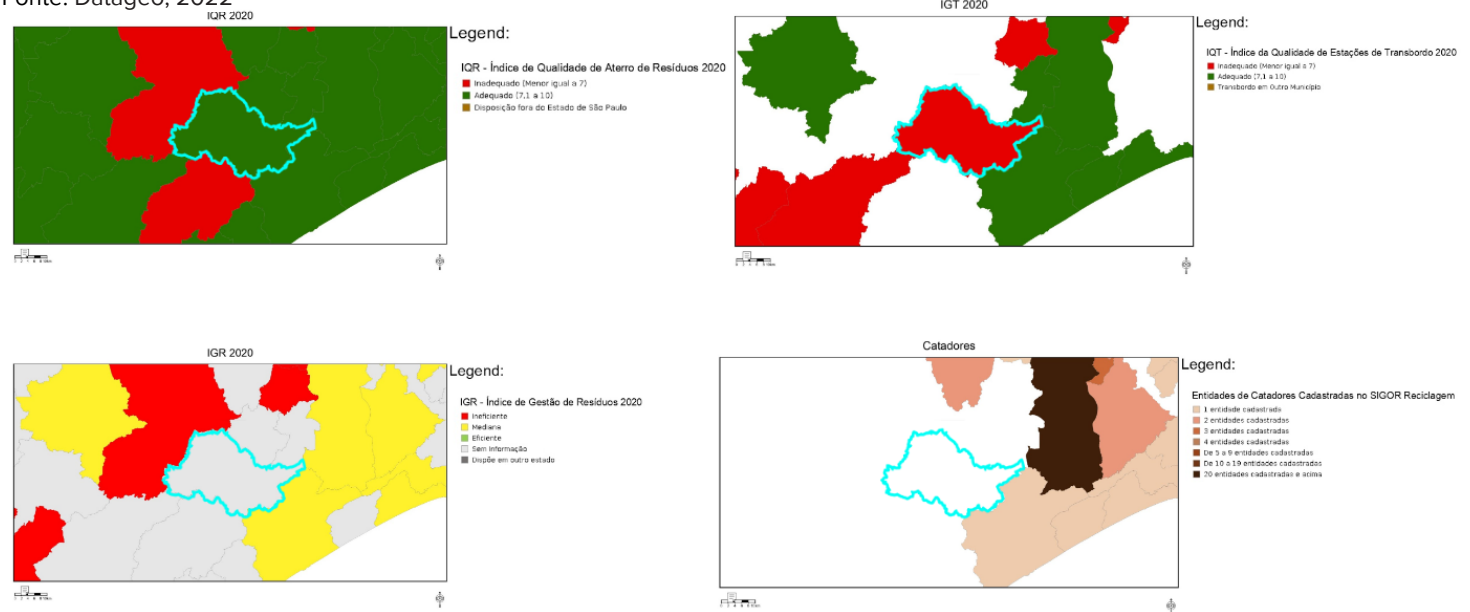 Fonte: Datageo, 2022
IQR 2020
Legend:
IQR - Índice de Qualidade de Aterro de Resíduos 2020
Inadequado (Menor igual a 7)
Adequado (7,1 a 10)
Disposição fora do Estado de São Paulo
IGT 2020
Legend:
IQT - Índice da Qualidade de Estações de Transbordo 2020
Inadequado (Menor igual a 7)
Adequado (7,1 a 10)
Transbordo em Outro Município
IGR 2020
Legend:
IGR - Índice de Gestão de Resíduos 2020
Ineficiente
Mediana
Eficiente
Sem Informação
Dispõe em outro estado
Catadores
Legend:
Entidades de Catadores Cadastradas no SIGOR Reciclagem
1 entidade cadastrada
2 entidades cadastradas
3 entidades cadastradas
4 entidades cadastradas
De 5 a 9 entidades cadastradas
De 10 a 19 entidades cadastradas
20 entidades cadastradas e acima